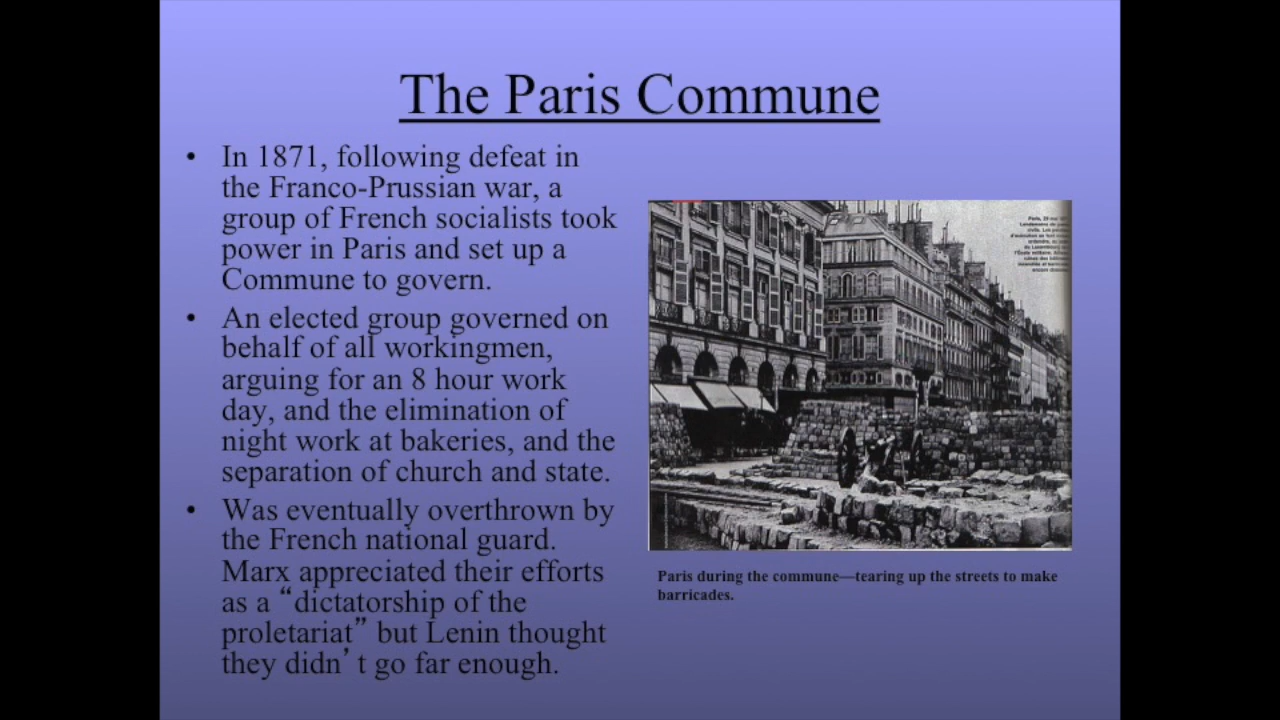 The Paris Commune
• In 1871, following defeat in
the Franco-Prussian war, a
group of French socialists took
power in Paris and set up a
Commune to govern.
• An elected group governed on
behalf of all workingmen,
arguing for an 8 hour work
day, and the elimination of
night work at bakeries, and the
separation of church and state.
• Was eventually overthrown by
the French national guard.
Marx appreciated their efforts
as a “dictatorship of the
proletariat” but Lenin thought
they didn’t go far enough.
Paris during the commune—tearing up the streets to make
barricades.